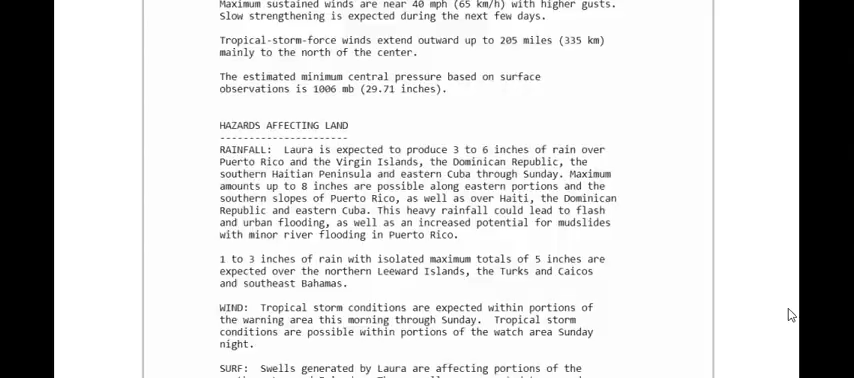 Maximum sustained winds are near 40 mph (65 km/h) with higher gusts.
Slow strengthening is expected during the next few days.
Tropical-storm-force winds extend outward up to 205 miles (335 km)
mainly to the north of the center.
The estimated minimum central pressure based on surface
observations is 1006 mb (29.71 inches).
HAZARDS AFFECTING LAND
----------------------
RAINFALL:  Laura is expected to produce 3 to 6 inches of rain over
Puerto Rico and the Virgin Islands, the Dominican Republic, the
southern Haitian Peninsula and eastern Cuba through Sunday. Maximum
amounts up to 8 inches are possible along eastern portions and the
southern slopes of Puerto Rico, as well as over Haiti, the Dominican
Republic and eastern Cuba. This heavy rainfall could lead to flash
and urban flooding, as well as an increased potential for mudslides
with minor river flooding in Puerto Rico.
1 to 3 inches of rain with isolated maximum totals of 5 inches are
expected over the northern Leeward Islands, the Turks and Caicos
and southeast Bahamas.
WIND:  Tropical storm conditions are expected within portions of
the warning area this morning through Sunday.  Tropical storm
conditions are possible within portions of the watch area Sunday
night.
SURF:  Swells generated by Laura are affecting portions of the